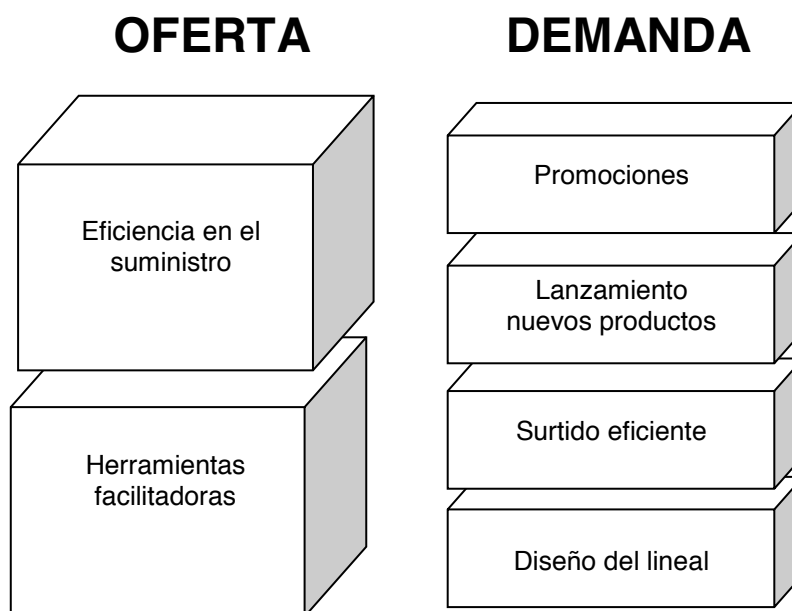 OFERTA
Eficiencia en el
suministro
Herramientas
facilitadoras
DEMANDA
Promociones
Lanzamiento
nuevos productos
Surtido eficiente
Diseño del lineal